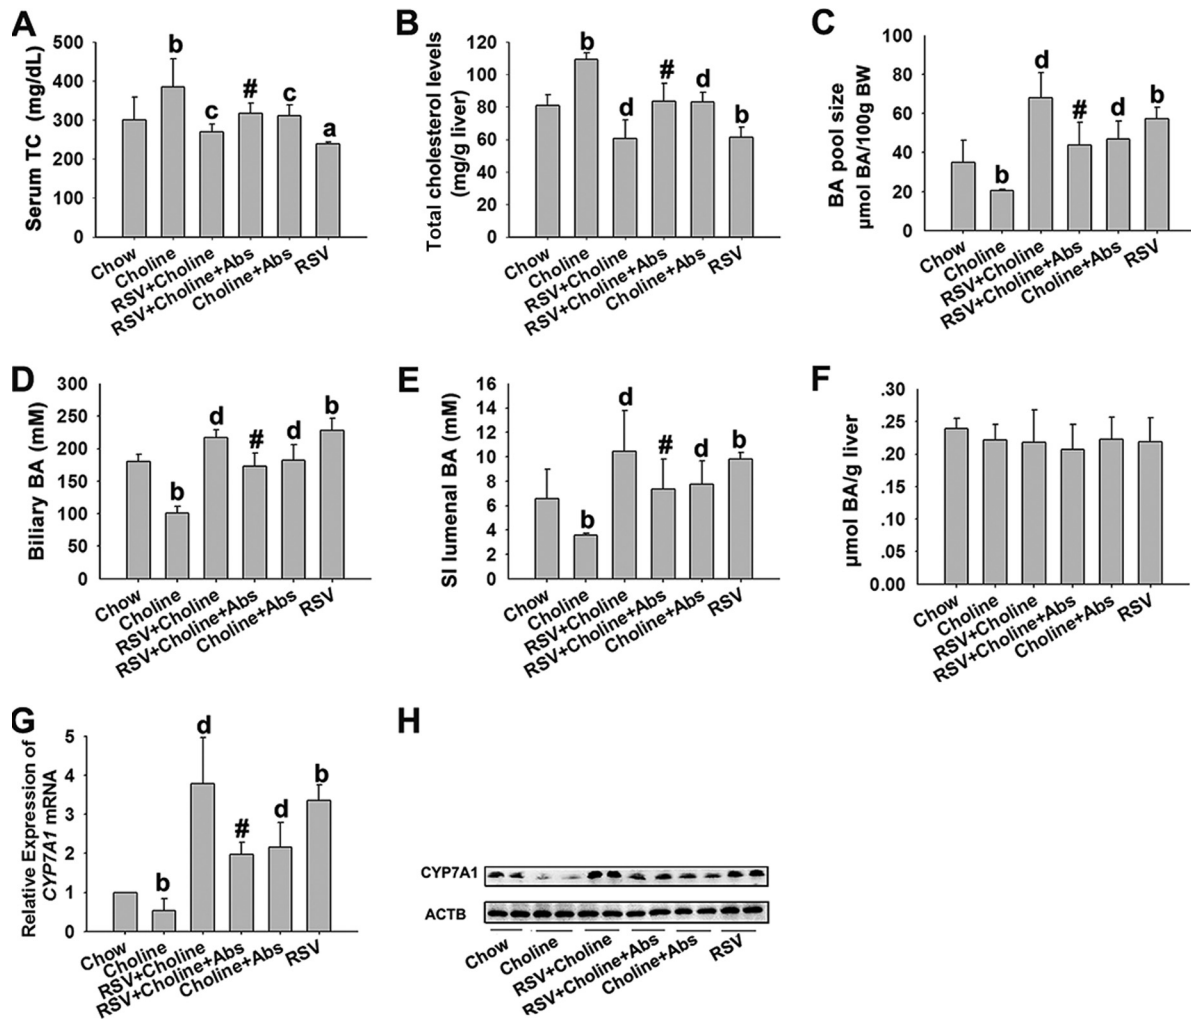 A
Serum TC (mg/dL)
500
400
300
200
100
0
b
c
#
c
a
Chow
Choline
RSV+Choline
RSV+Choline+Abs
Choline+Abs
RSV
B
Total cholesterol levels
(mg/g liver)
120
100
80
60
40
20
0
b
d
#
d
b
Chow
Choline
RSV+Choline
RSV+Choline+Abs
Choline+Abs
RSV
C
BA pool size
μmol BA/100g BW
100
80
60
40
20
0
b
d
#
d
b
Chow
Choline
RSV+Choline
RSV+Choline+Abs
Choline+Abs
RSV
D
Biliary BA (mM)
300
250
200
150
100
50
0
b
d
#
d
b
Chow
Choline
RSV+Choline
RSV+Choline+Abs
Choline+Abs
RSV
E
SI lumenal BA (mM)
16
14
12
10
8
6
4
2
0
b
d
#
d
b
Chow
Choline
RSV+Choline
RSV+Choline+Abs
Choline+Abs
RSV
F
μmol BA/g liver
.30
.25
.20
.15
.10
.05
0.00
Chow
Choline
RSV+Choline
RSV+Choline+Abs
Choline+Abs
RSV
G
Relative Expression of
CYP7A1 mRNA
5
4
3
2
1
0
b
d
#
d
b
Chow
Choline
RSV+Choline
RSV+Choline+Abs
Choline+Abs
RSV
H
CYP7A1
ACTB
Chow
Choline
RSV+Choline
RSV+Choline+Abs
Choline+Abs
RSV